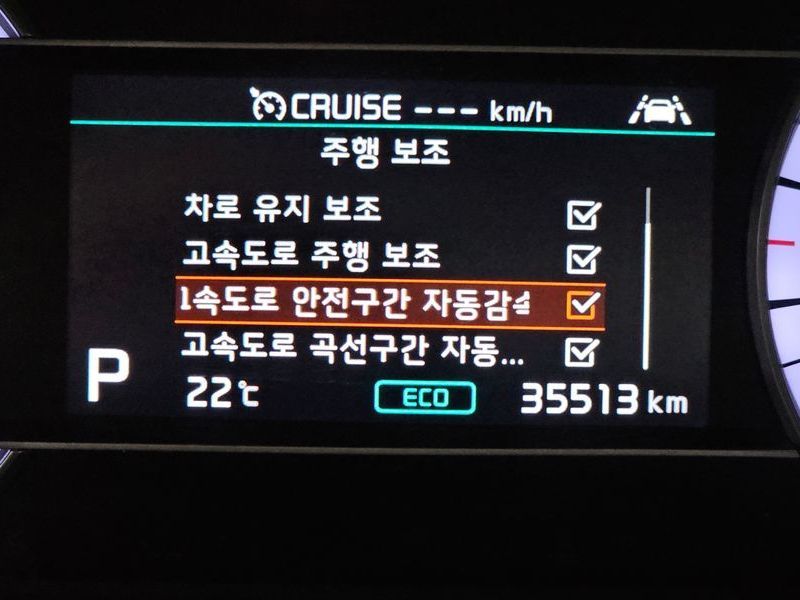 CRUISE --- km/h
주행 보조
차로 유지 보조
고속도로 주행 보조
속도로 안전구간 자동감
고속도로 곡선구간 자동...
P
22℃ ECO 35513 km